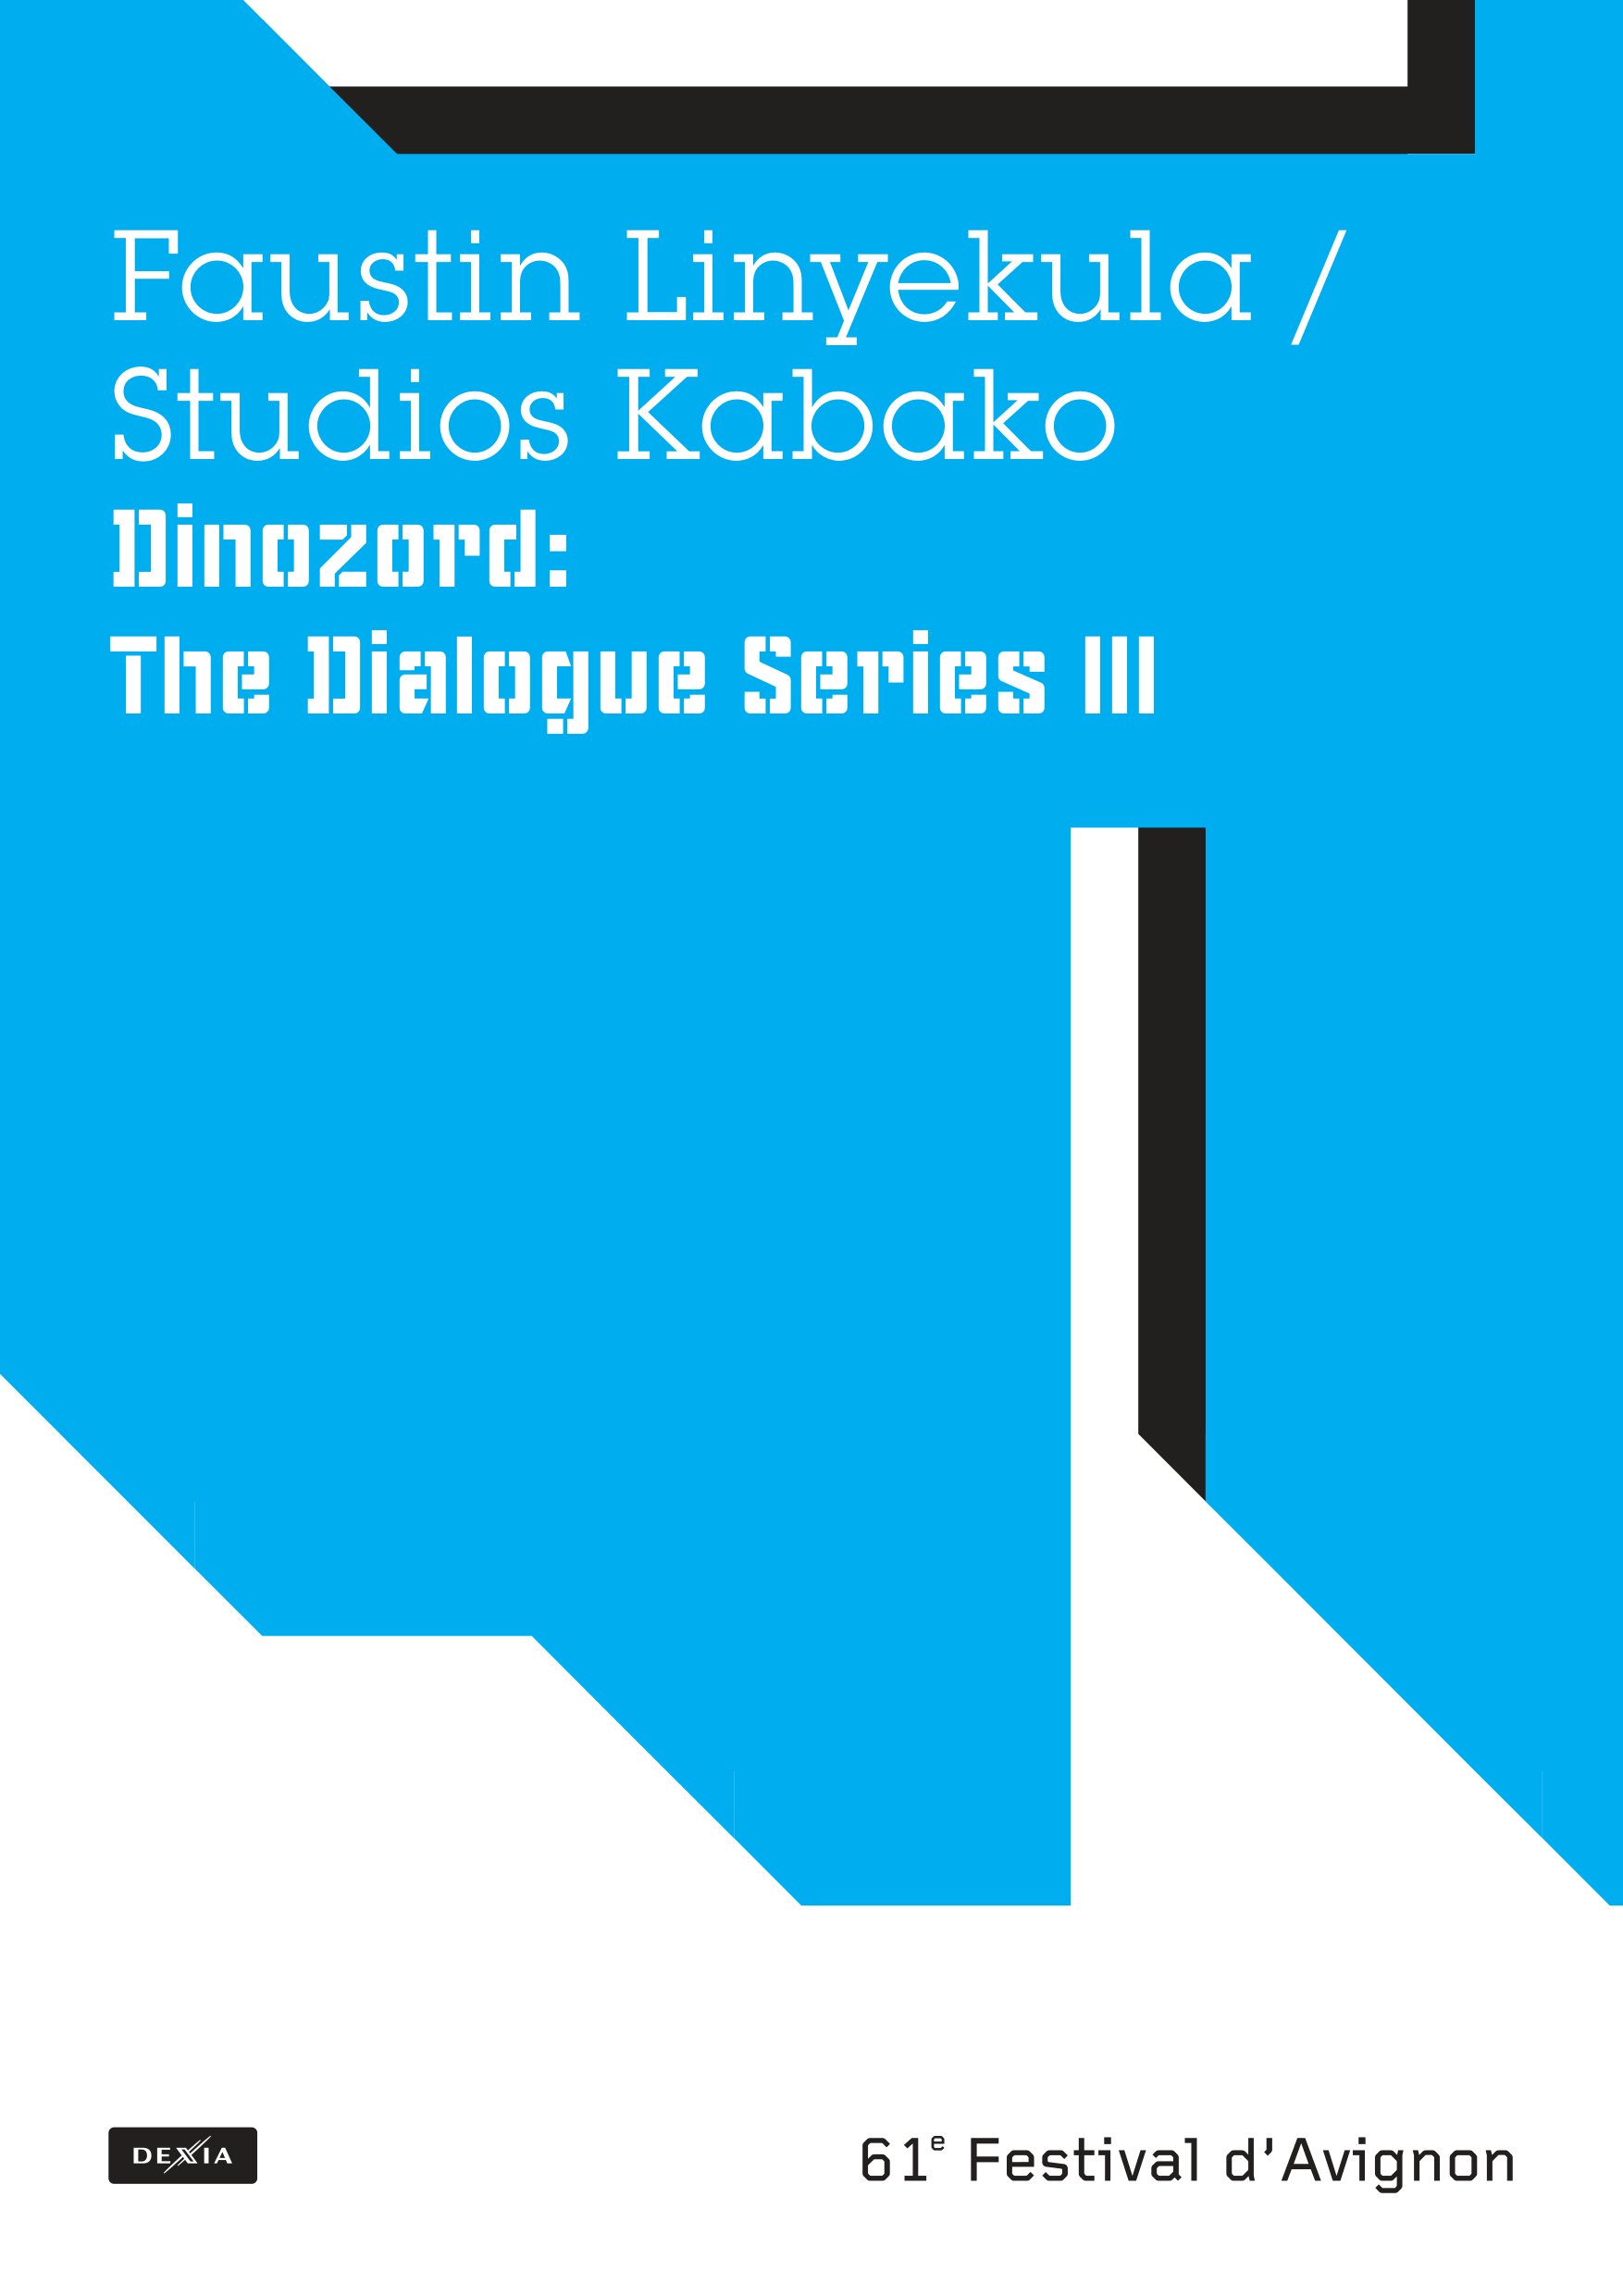 Faustin Linyekula /
Studios Kabako
Dinozord:
The Dialogue Series III
DEXIA
61e Festival d'Avignon